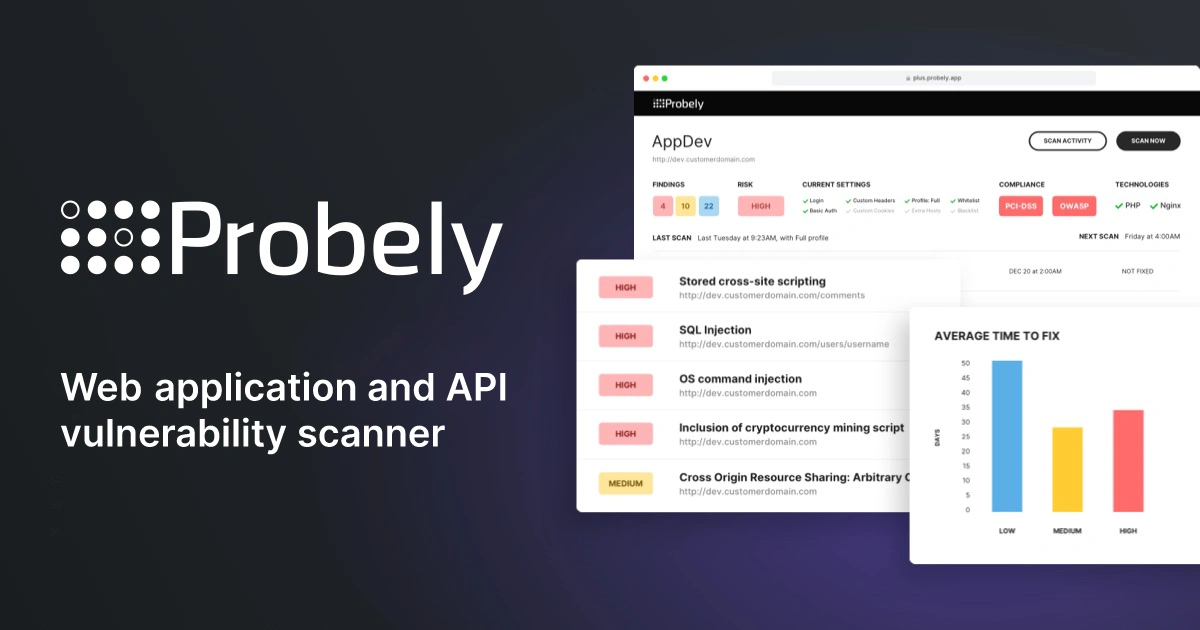 Probely
Web application and API
vulnerability scanner
plus.probely.app
Probely
AppDev
http://dev.customerdomain.com
SCAN ACTIVITY
SCAN NOW
FINDINGS
4 10 22
RISK
HIGH
CURRENT SETTINGS
Login Custom Headers Profile: Full Whitelist
Basic Auth Custom Cookies Extra Hosts Blacklist
COMPLIANCE
PCI-DSS OWASP
TECHNOLOGIES
PHP Nginx
LAST SCAN Last Tuesday at 9:23AM, with Full profile
NEXT SCAN Friday at 4:00AM
DEC 20 at 2:00AM NOT FIXED
HIGH Stored cross-site scripting
http://dev.customerdomain.com/comments
HIGH SQL Injection
http://dev.customerdomain.com/users/username
HIGH OS command injection
http://dev.customerdomain.com
HIGH Inclusion of cryptocurrency mining script
http://dev.customerdomain.com
MEDIUM Cross Origin Resource Sharing: Arbitrary
http://dev.customerdomain.com
AVERAGE TIME TO FIX
DAYS
50
45
40
35
30
25
20
15
10
5
0
LOW MEDIUM HIGH